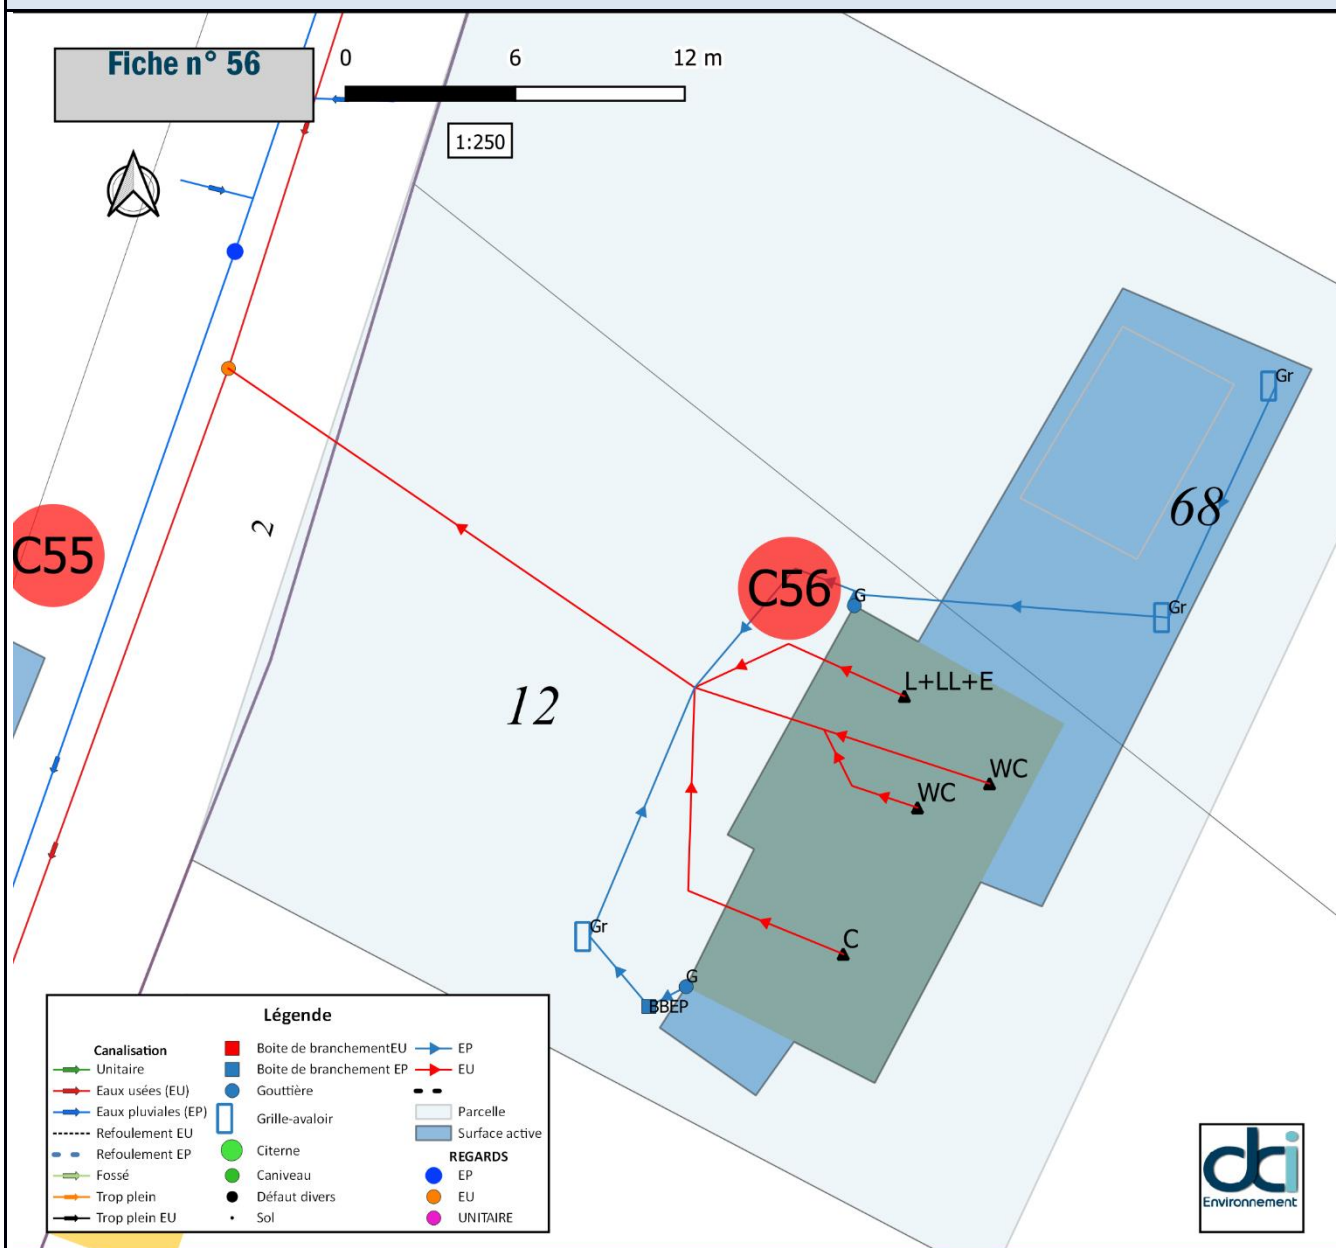 Fiche n° 56
0 6 12 m
1:250
Gr
68
C55
2
C56
G
Gr
L+LL+E
12
WC
WC
Gr
C
G
BBEP
Légende
Canalisation
Unitaire
Eaux usées (EU)
Eaux pluviales (EP)
Refoulement EU
Refoulement EP
Fossé
Trop plein
Trop plein EU
Boite de branchementEU
Boite de branchement EP
Gouttière
Grille-avaloir
Citerne
Caniveau
Défaut divers
Sol
EP
EU
Parcelle
Surface active
REGARDS
EP
EU
UNITAIRE
dci
Environnement